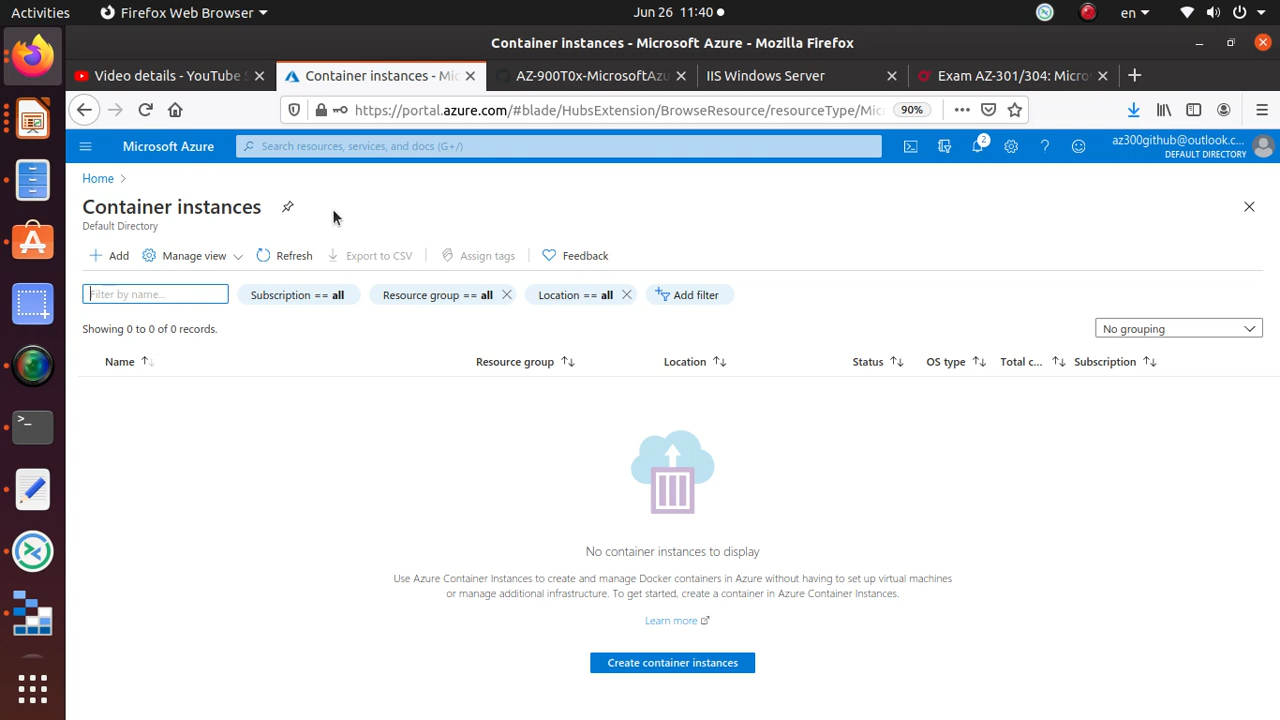 Activities Firefox Web Browser Jun 26 11:40 en
Container instances - Microsoft Azure - Mozilla Firefox
Video details - YouTube S Container instances - Mic AZ-900T0x-MicrosoftAzu IIS Windows Server Exam AZ-301/304: Micros
https://portal.azure.com/#blade/HubsExtension/BrowseResource/resourceType/Mic 90%
Microsoft Azure Search resources, services, and docs (G+/) 2 az300github@outlook.c...
DEFAULT DIRECTORY
Home
Container instances
Default Directory
Add Manage view Refresh Export to CSV Assign tags Feedback
Filter by name... Subscription == all Resource group == all Location == all Add filter
Showing 0 to 0 of 0 records. No grouping
Name Resource group Location Status OS type Total c... Subscription
No container instances to display
Use Azure Container Instances to create and manage Docker containers in Azure without having to set up virtual machines
or manage additional infrastructure. To get started, create a container in Azure Container Instances.
Learn more
Create container instances